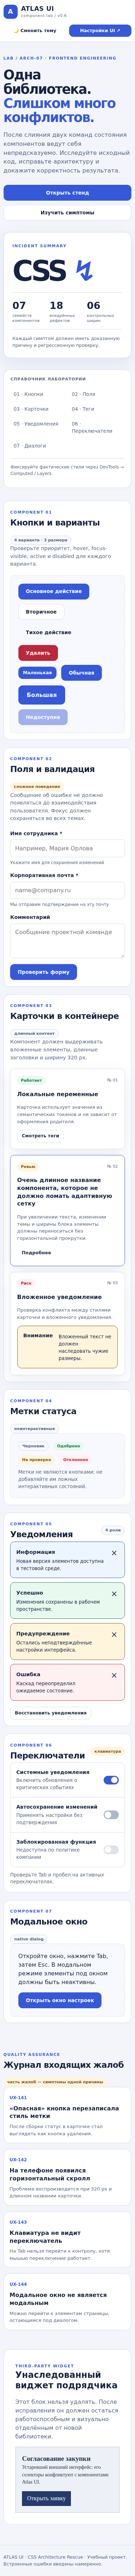 A
ATLAS UI
component lab / v0.6
🌙 Сменить тему
Настройки UI ↗
LAB / ARCH-07 · FRONTEND ENGINEERING
Одна
библиотека.
Слишком много
конфликтов.
После слияния двух команд состояния
компонентов стали вести себя
непредсказуемо. Исследуйте исходный
код, исправьте архитектуру и
докажите корректность результата.
Открыть стенд
Изучить симптомы
INCIDENT SUMMARY
CSS ↯
07
семейств
компонентов
18
внедрённых
дефектов
06
контрольных
ширин
Каждый симптом должен иметь доказанную
причину и регрессионную проверку.
СПРАВОЧНИК ЛАБОРАТОРИИ
01 · Кнопки
02 · Поля
03 · Карточки
04 · Теги
05 · Уведомления
06 ·
Переключатели
07 · Диалоги
Фиксируйте фактические стили через DevTools →
Computed / Layers.
COMPONENT 01
Кнопки и варианты
6 варианта · 3 размера
Проверьте приоритет, hover, focus-
visible, active и disabled для каждого
варианта.
Основное действие
Вторичное
Тихое действие
Удалить
Маленькая
Обычная
Большая
Недоступна
COMPONENT 02
Поля и валидация
сложное поведение
Сообщения об ошибке не должны
появляться до взаимодействия
пользователя. Фокус должен
сохраняться во всех темах.
Имя сотрудника *
Например, Мария Орлова
Укажите имя для сохранения изменений
Корпоративная почта *
name@company.ru
Мы отправим подтверждение на эту почту
Комментарий
Сообщение проектной команде
Проверить форму
COMPONENT 03
Карточки в контейнере
длинный контент
Компонент должен выдерживать
вложенные элементы, длинные
заголовки и ширину 320 px.
Работает
№ 01
Локальные переменные
Карточка использует значения из
семантических токенов и не зависит от
оформления родителя.
Смотреть теги
Ревью
№ 02
Очень длинное название
компонента, которое не
должно ломать адаптивную
сетку
При увеличении текста, изменении
темы и ширины блока элементы
должны переноситься без
горизонтальной прокрутки.
Подробнее
Риск
№ 03
Вложенное уведомление
Проверка конфликта между стилями
карточки и вложенного уведомления.
Внимание
Вложенный текст не
должен
наследовать чужие
размеры.
COMPONENT 04
Метки статуса
неинтерактивные
Черновик
Одобрено
На проверке
Отклонено
Метки не являются кнопками: не
добавляйте им ложных
интерактивных состояний.
COMPONENT 05
Уведомления
4 роли
Информация
Новая версия элементов доступна
в тестовой среде.
Успешно
Изменения сохранены в рабочем
пространстве.
Предупреждение
Остались неподтверждённые
настройки интерфейса.
Ошибка
Каскад переопределил
ожидаемое состояние.
Восстановить уведомления
COMPONENT 06
Переключатели
клавиатура
Системные уведомления
Включить обновления о
критических событиях
Автосохранение изменений
Применять настройки без
подтверждения
Заблокированная функция
Недоступна по политике
компании
Проверьте Tab и пробел на активных
переключателях.
COMPONENT 07
Модальное окно
native dialog
Откройте окно, нажмите Tab,
затем Esc. В модальном
режиме элементы под окном
должны быть неактивны.
Открыть окно настроек
QUALITY ASSURANCE
Журнал входящих жалоб
часть жалоб — симптомы одной причины
UX-141
«Опасная» кнопка перерисовала
стиль метки
После сборки статус в карточке стал
выглядеть как кнопка удаления.
UX-142
На телефоне появился
горизонтальный скролл
Проблема воспроизводится при 320 px и
длинном названии карточки.
UX-143
Клавиатура не видит
переключатель
По Tab нельзя перейти к контролу, хотя
мышью переключение работает.
UX-144
Модальное окно не является
модальным
Можно перейти к элементам страницы,
остающимся под диалогом.
THIRD-PARTY WIDGET
Унаследованный
виджет подрядчика
Этот блок нельзя удалять. После
исправлений он должен остаться
работоспособным и визуально
отделённым от новой
библиотеки.
Согласование закупки
Устаревший внешний интерфейс: его
селекторы конфликтуют с компонентами
Atlas UI.
Открыть заявку
ATLAS UI · CSS Architecture Rescue · Учебный проект.
Встроенные ошибки введены намеренно.